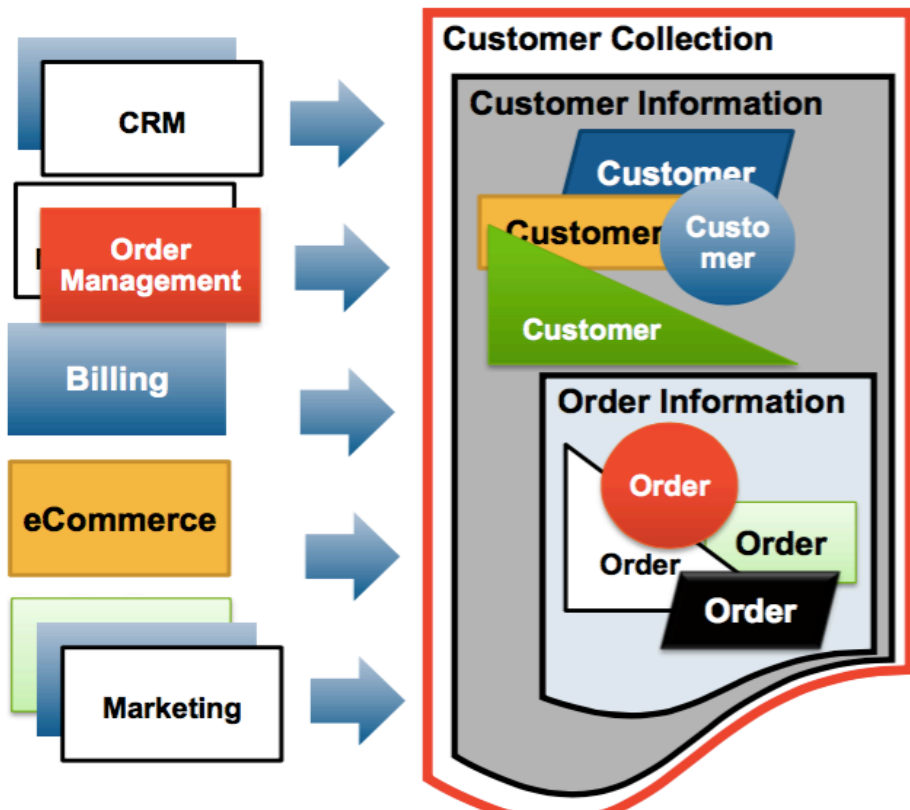 CRM
Order
Management
Billing
eCommerce
Marketing
Customer Collection
Customer Information
Customer
Customer
Custo
mer
Customer
Order Information
Order
Order
Order
Order